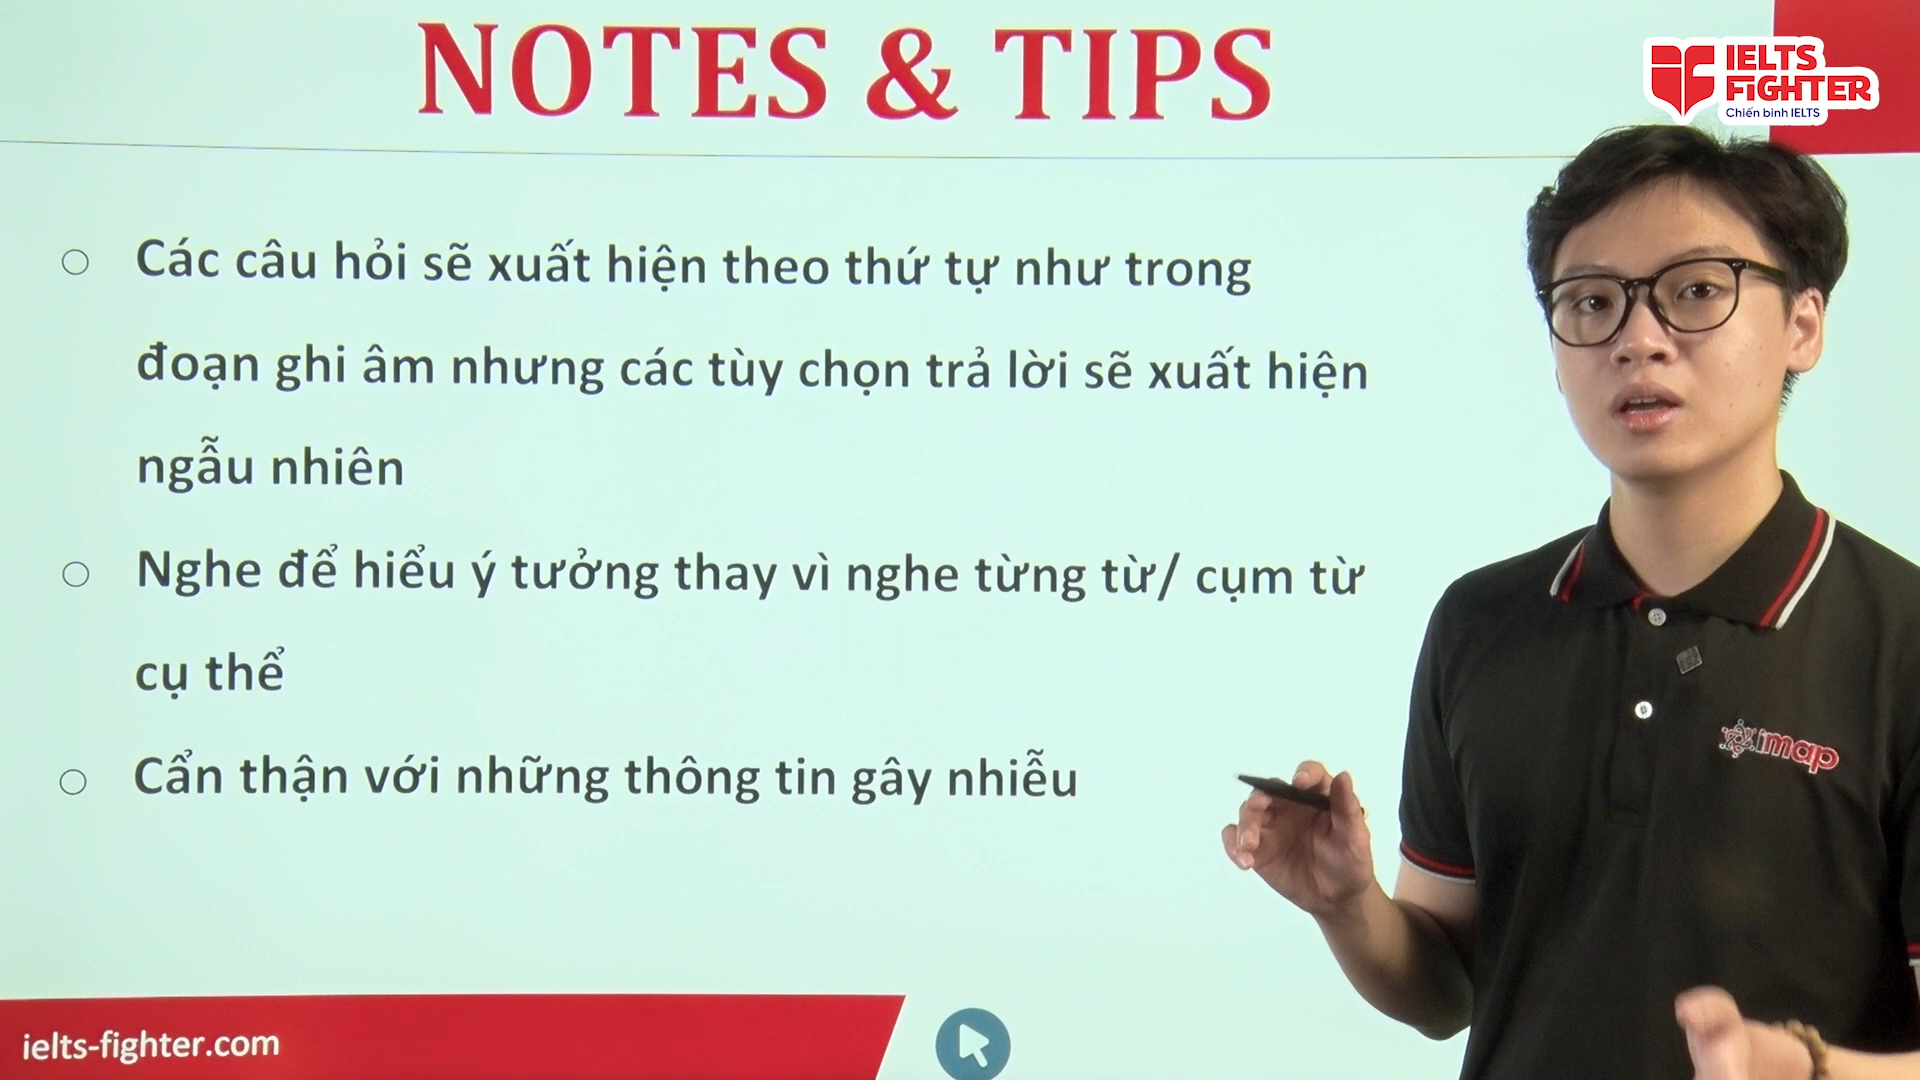 NOTES & TIPS
IELTS
FIGHTER
Chiến binh IELTS
○ Các câu hỏi sẽ xuất hiện theo thứ tự như trong
đoạn ghi âm nhưng các tùy chọn trả lời sẽ xuất hiện
ngẫu nhiên
○ Nghe để hiểu ý tưởng thay vì nghe từng từ/ cụm từ
cụ thể
○ Cẩn thận với những thông tin gây nhiễu
imap
ielts-fighter.com